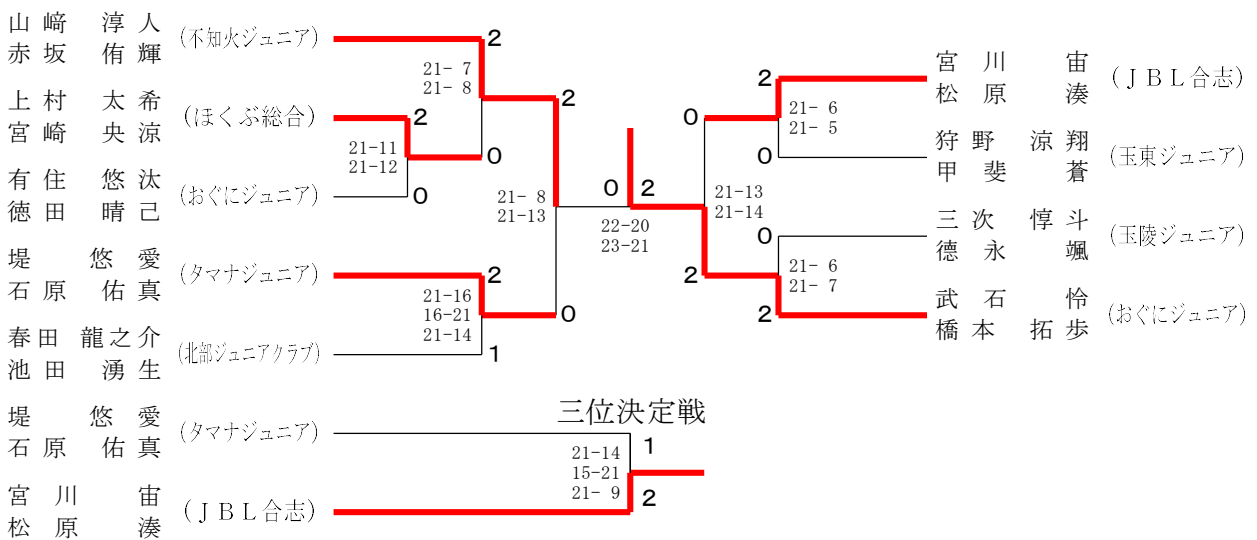 山﨑 淳人
赤坂 侑輝
(不知火ジュニア)
2
21- 7
21- 8
上村 太希
宮崎 央涼
(ほくぶ総合)
2
0
21-11
21-12
有住 悠汰
徳田 晴己
(おぐにジュニア)
0
2
21- 8
21-13
堤 悠愛
石原 佑真
(タマナジュニア)
2
21-16
16-21
21-14
0
春田 龍之介
池田 湧生
(北部ジュニアクラブ)
1
0 2
22-20
23-21
宮川 宙
松原 湊
(JBL合志)
2
21- 6
21- 5
0
狩野 涼翔
甲斐 蒼
(玉東ジュニア)
0
21-13
21-14
三次 惇斗
德永 颯
(玉陵ジュニア)
0
21- 6
21- 7
2
武石 怜
橋本 拓歩
(おぐにジュニア)
2
三位決定戦
堤 悠愛
石原 佑真
(タマナジュニア)
1
21-14
15-21
21- 9
宮川 宙
松原 湊
(JBL合志)
2